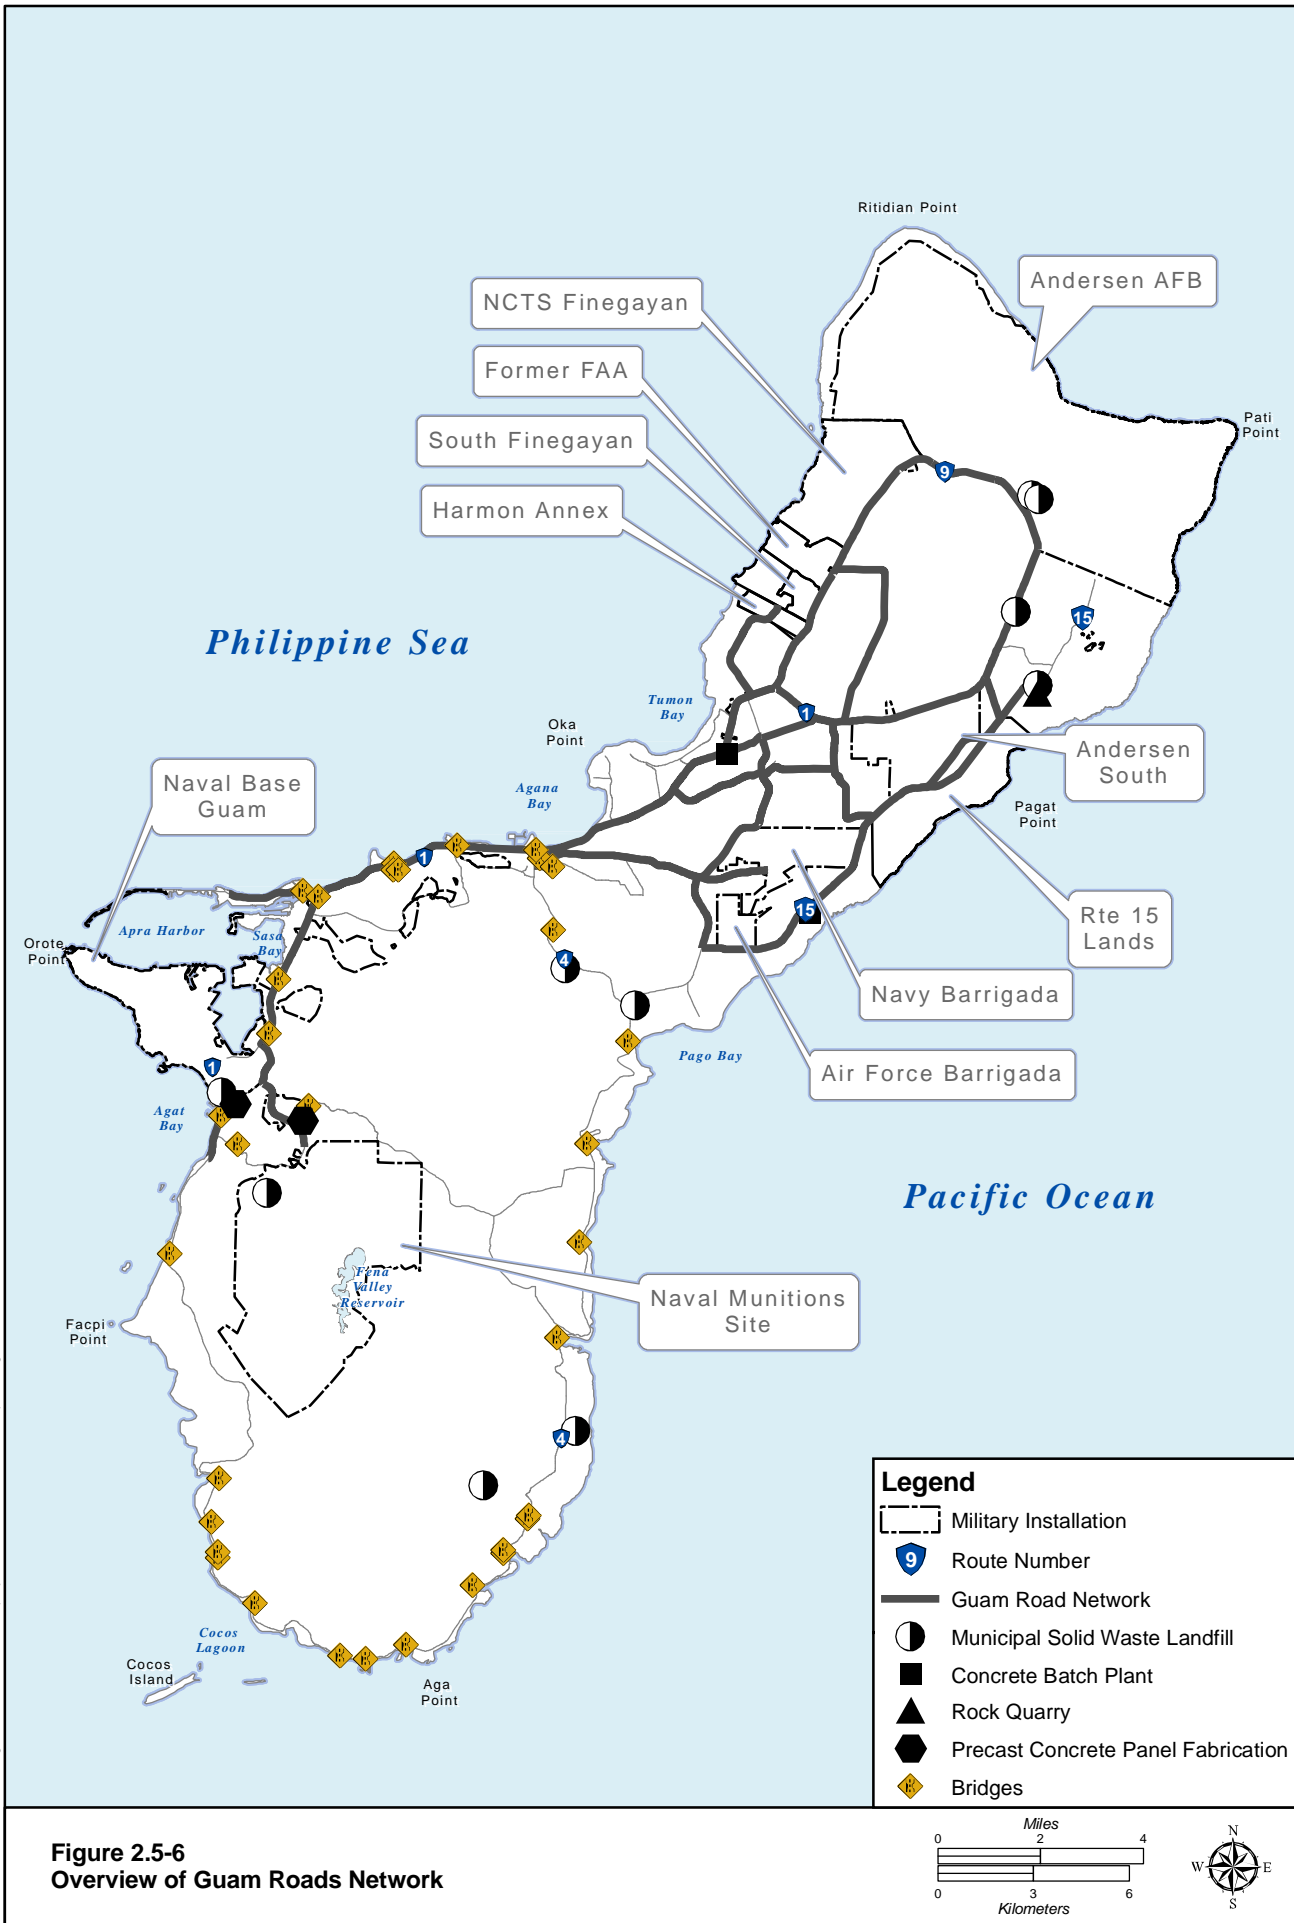 Ritidian Point
Andersen AFB
NCTS Finegayan
Former FAA
South Finegayan
Harmon Annex
Pati
Point
9
15
Philippine Sea
Tumon
Bay
1
Oka
Point
Andersen
South
Naval Base
Guam
Agana
Bay
Pagat
Point
1
15
Rte 15
Lands
Apra Harbor
Sasa
Bay
Orote
Point
4
Navy Barrigada
Pago Bay
Air Force Barrigada
1
Agat
Bay
Pacific Ocean
Fena
Valley
Reservoir
Naval Munitions
Site
Facpi
Point
4
Cocos
Lagoon
Cocos
Island
Aga
Point
Legend
Military Installation
9 Route Number
Guam Road Network
Municipal Solid Waste Landfill
Concrete Batch Plant
Rock Quarry
Precast Concrete Panel Fabrication
Bridges
Figure 2.5-6
Overview of Guam Roads Network
Miles
0 2 4
0 3 6
Kilometers
N
W E
S